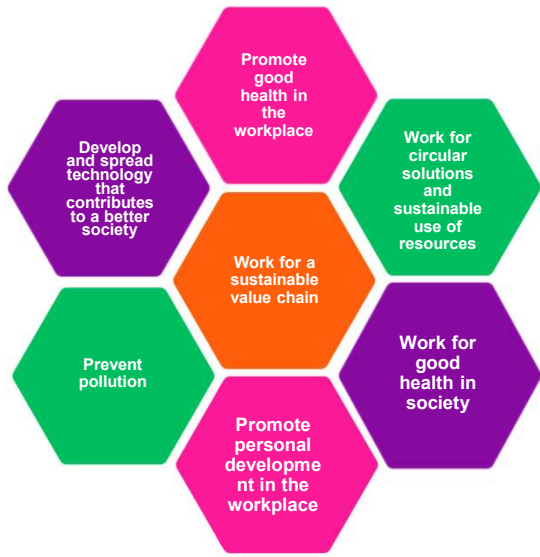 Promote
good
health in
the
workplace
Develop
and spread
technology
that
contributes
to a better
society
Work for
circular
solutions
and
sustainable
use of
resources
Work for a
sustainable
value chain
Prevent
pollution
Work for
good
health in
society
Promote
personal
developme
nt in the
workplace